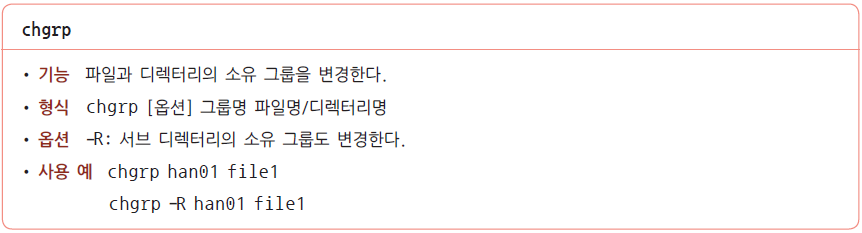 chgrp
• 기능 파일과 디렉터리의 소유 그룹을 변경한다.
• 형식 chgrp [옵션] 그룹명 파일명/디렉터리명
• 옵션 -R: 서브 디렉터리의 소유 그룹도 변경한다.
• 사용 예 chgrp han01 file1
chgrp -R han01 file1